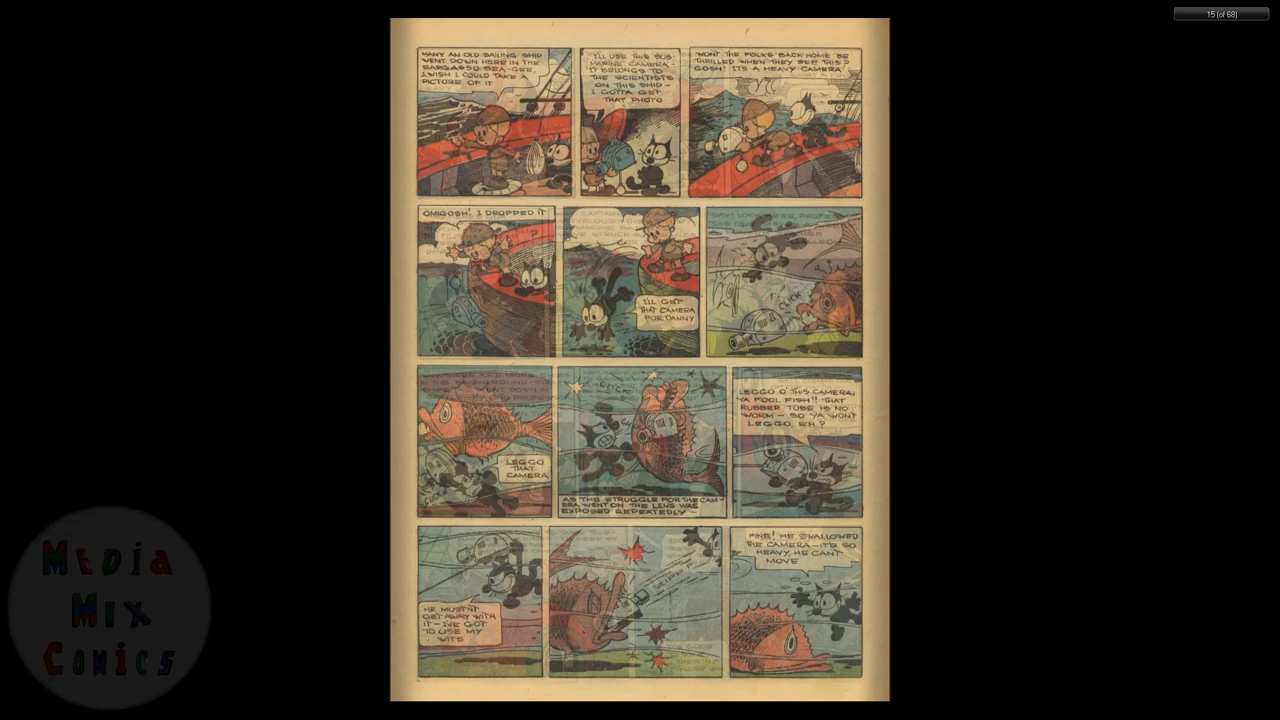 15 (of 68)
MANY AN OLD SAILING SHIP
WENT DOWN HERE IN THE
SARGASSO SEA-GEE,
I WISH I COULD TAKE A
PICTURE OF IT
I'LL USE THIS SUB
MARINE CAMERA-
IT BELONGS TO
THE SCIENTISTS
ON THIS SHIP-
I GOTTA GET
THAT PHOTO
WON'T THE FOLKS BACK HOME BE
THRILLED WHEN THEY SEE THIS?
GOSH! IT'S A HEAVY CAMERA
OMIGOSH! I DROPPED IT
I'LL GET
THAT CAMERA
FOR DANNY
CLICK
LEGGO
THAT
CAMERA
CLICK
AS THE STRUGGLE FOR THE CAM-
ERA WENT ON THE LENS WAS
EXPOSED REPEATEDLY-
LEGGO O' THIS CAMERA,
YA FOOL FISH!! THAT
RUBBER TUBE IS NO
WORM - SO YA WON'T
LEGGO, EH?
HE MUSTN'T
GET AWAY WITH
IT- I'VE GOT
TO USE MY
WITS
FINE! HE SWALLOWED
THE CAMERA-IT'S SO
HEAVY, HE CAN'T
MOVE
MEDiA
Mix
COMiCS